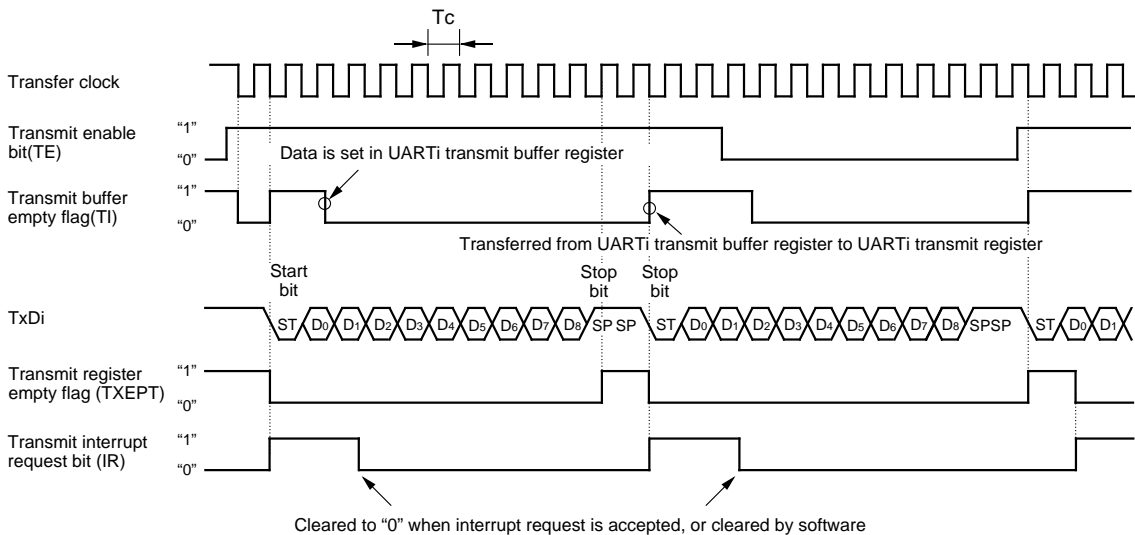 Tc
Transfer clock
Transmit enable
bit(TE)
“1”
“0”
Data is set in UARTi transmit buffer register
Transmit buffer
empty flag(TI)
“1”
“0”
Transferred from UARTi transmit buffer register to UARTi transmit register
Start
bit
Stop
bit
Stop
bit
TxDi
ST D0 D1 D2 D3 D4 D5 D6 D7 D8 SP SP ST D0 D1 D2 D3 D4 D5 D6 D7 D8 SPSP ST D0 D1
Transmit register
empty flag (TXEPT)
“1”
“0”
Transmit interrupt
request bit (IR)
“1”
“0”
Cleared to “0” when interrupt request is accepted, or cleared by software